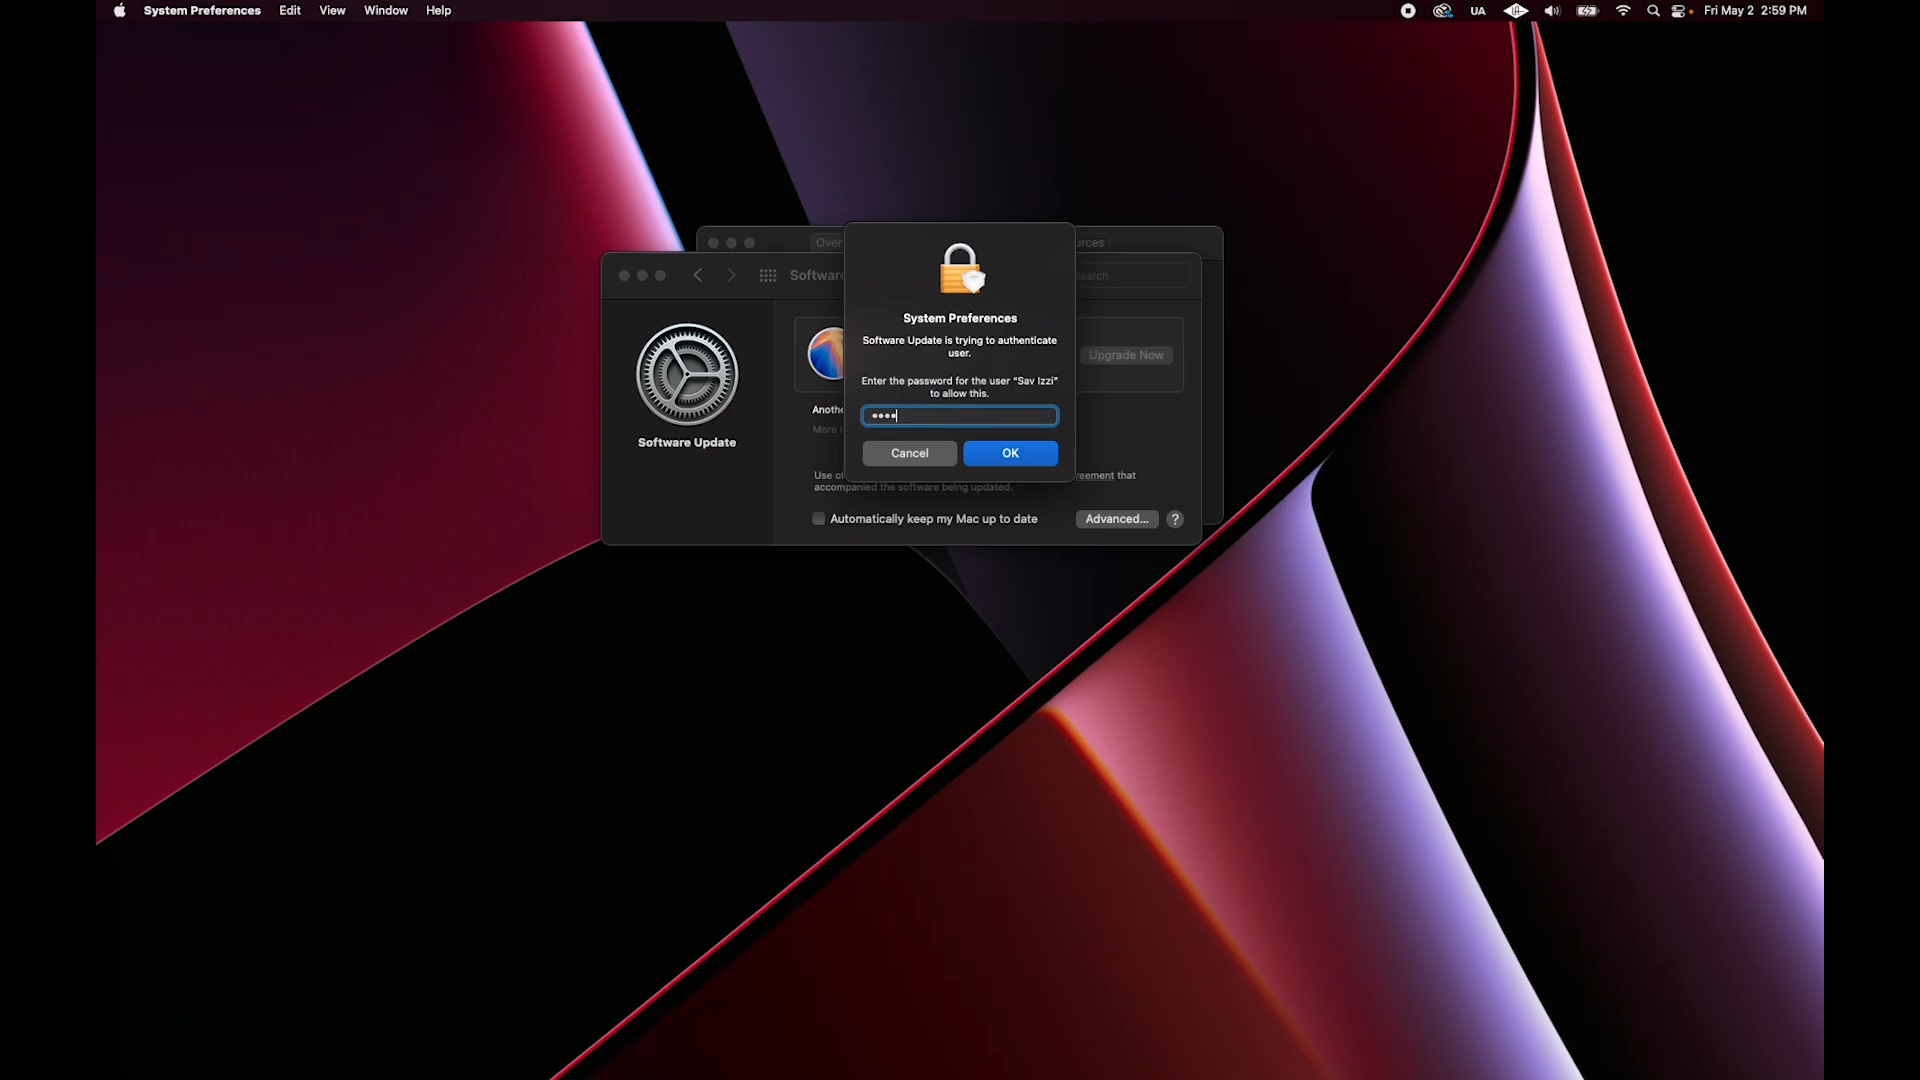 System Preferences Edit View Window Help UA Fri May 2 2:59 PM
Over
urces
Softwar
earch
System Preferences
Software Update is trying to authenticate
user.
Upgrade Now
Enter the password for the user "Sav Izzi"
to allow this.
Anothe
More
••••
Software Update
Cancel OK
Use of
reement that
accompanied the software being updated.
Automatically keep my Mac up to date Advanced... ?